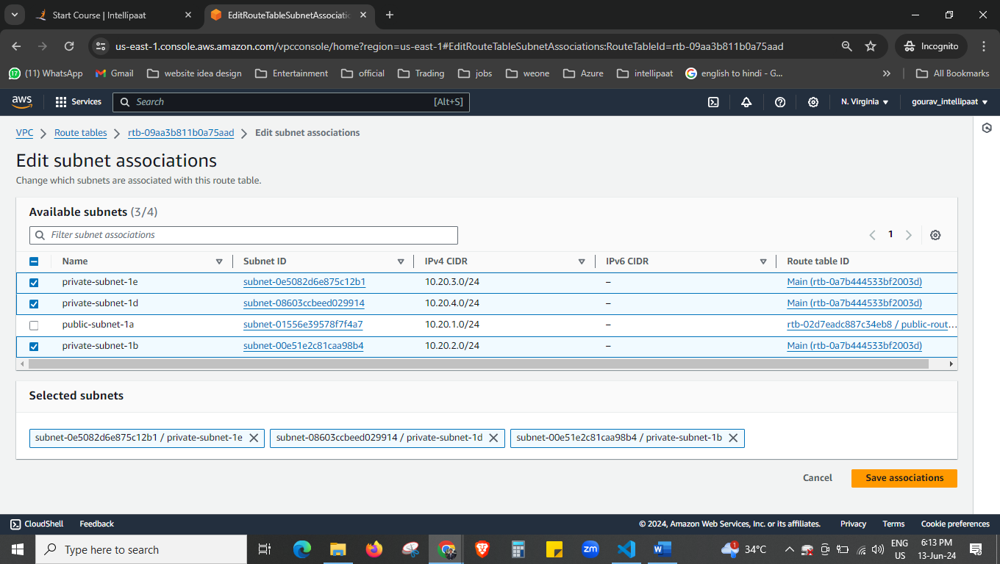 Start Course | Intellipaat
EditRouteTableSubnetAssociatio
us-east-1.console.aws.amazon.com/vpcconsole/home?region=us-east-1#EditRouteTableSubnetAssociations:RouteTableId=rtb-09aa3b811b0a75aad
Incognito
17 (11) WhatsApp
Gmail
website idea design
Entertainment
official
Trading
jobs
weone
Azure
intellipaat
english to hindi - G...
All Bookmarks
aws
Services
Search
[Alt+S]
N. Virginia
gourav_intellipaat
VPC
Route tables
rtb-09aa3b811b0a75aad
Edit subnet associations
Edit subnet associations
Change which subnets are associated with this route table.
Available subnets (3/4)
Filter subnet associations
1
Name Subnet ID IPv4 CIDR IPv6 CIDR Route table ID
private-subnet-1e subnet-0e5082d6e875c12b1 10.20.3.0/24 – Main (rtb-0a7b444533bf2003d)
private-subnet-1d subnet-08603ccbeed029914 10.20.4.0/24 – Main (rtb-0a7b444533bf2003d)
public-subnet-1a subnet-01556e39578f7f4a7 10.20.1.0/24 – rtb-02d7eadc887c34eb8 / public-rout...
private-subnet-1b subnet-00e51e2c81caa98b4 10.20.2.0/24 – Main (rtb-0a7b444533bf2003d)
Selected subnets
subnet-0e5082d6e875c12b1 / private-subnet-1e
subnet-08603ccbeed029914 / private-subnet-1d
subnet-00e51e2c81caa98b4 / private-subnet-1b
Cancel
Save associations
CloudShell
Feedback
© 2024, Amazon Web Services, Inc. or its affiliates.
Privacy
Terms
Cookie preferences
Type here to search
zm
W
1
34°C
ENG
US
6:13 PM
13-Jun-24